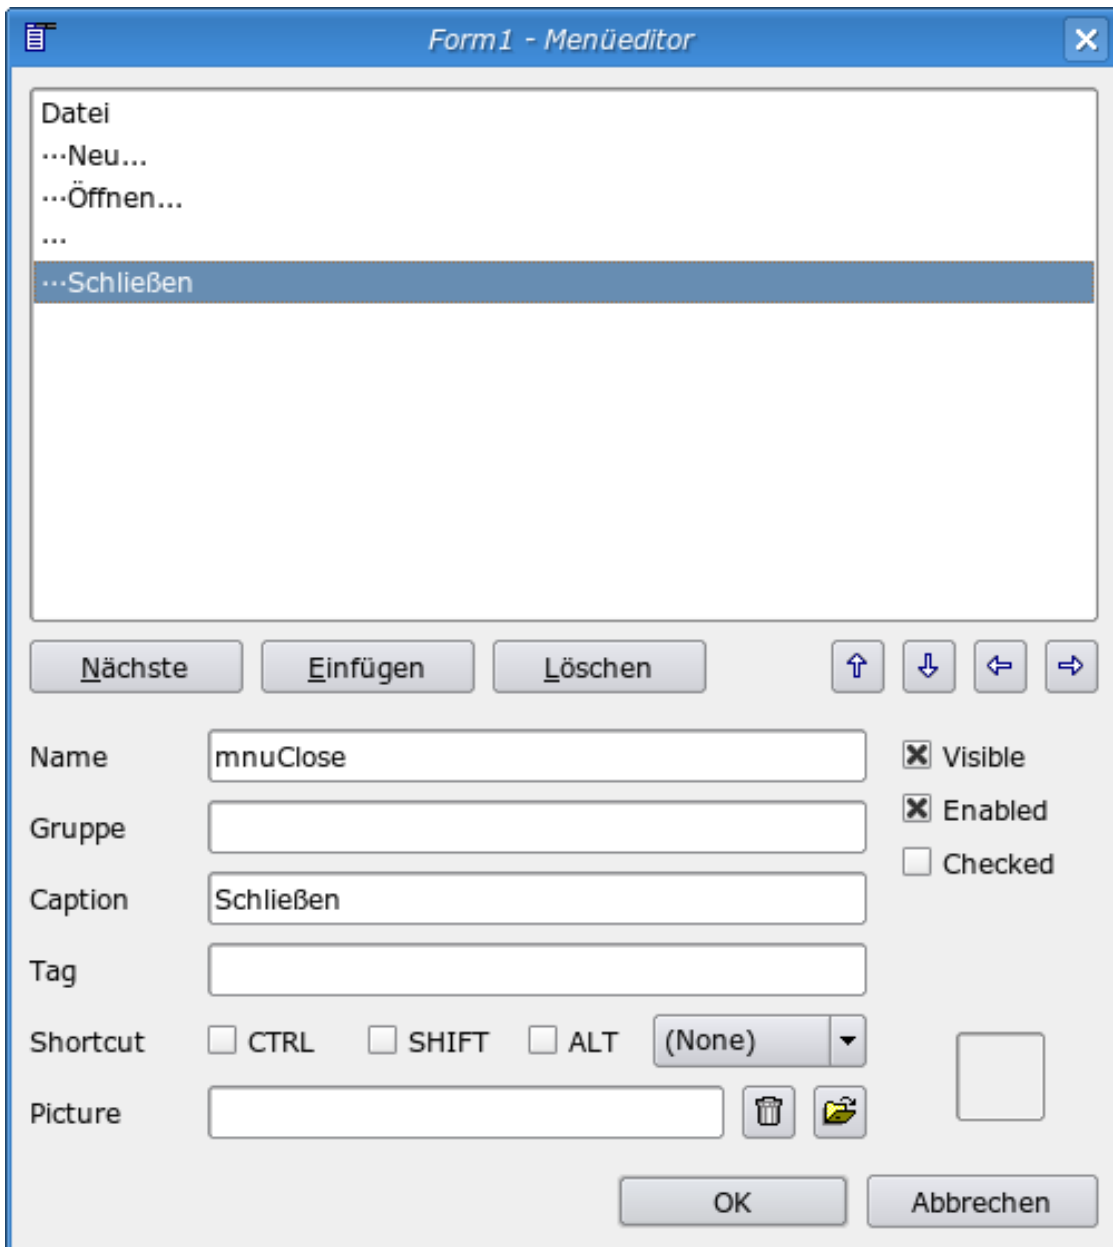 Form1 - Menüeditor
Datei
···Neu...
···Öffnen...
···
···Schließen
Nächste Einfügen Löschen
Name mnuClose Visible
Enabled
Gruppe
Checked
Caption Schließen
Tag
Shortcut CTRL SHIFT ALT (None)
Picture
OK Abbrechen